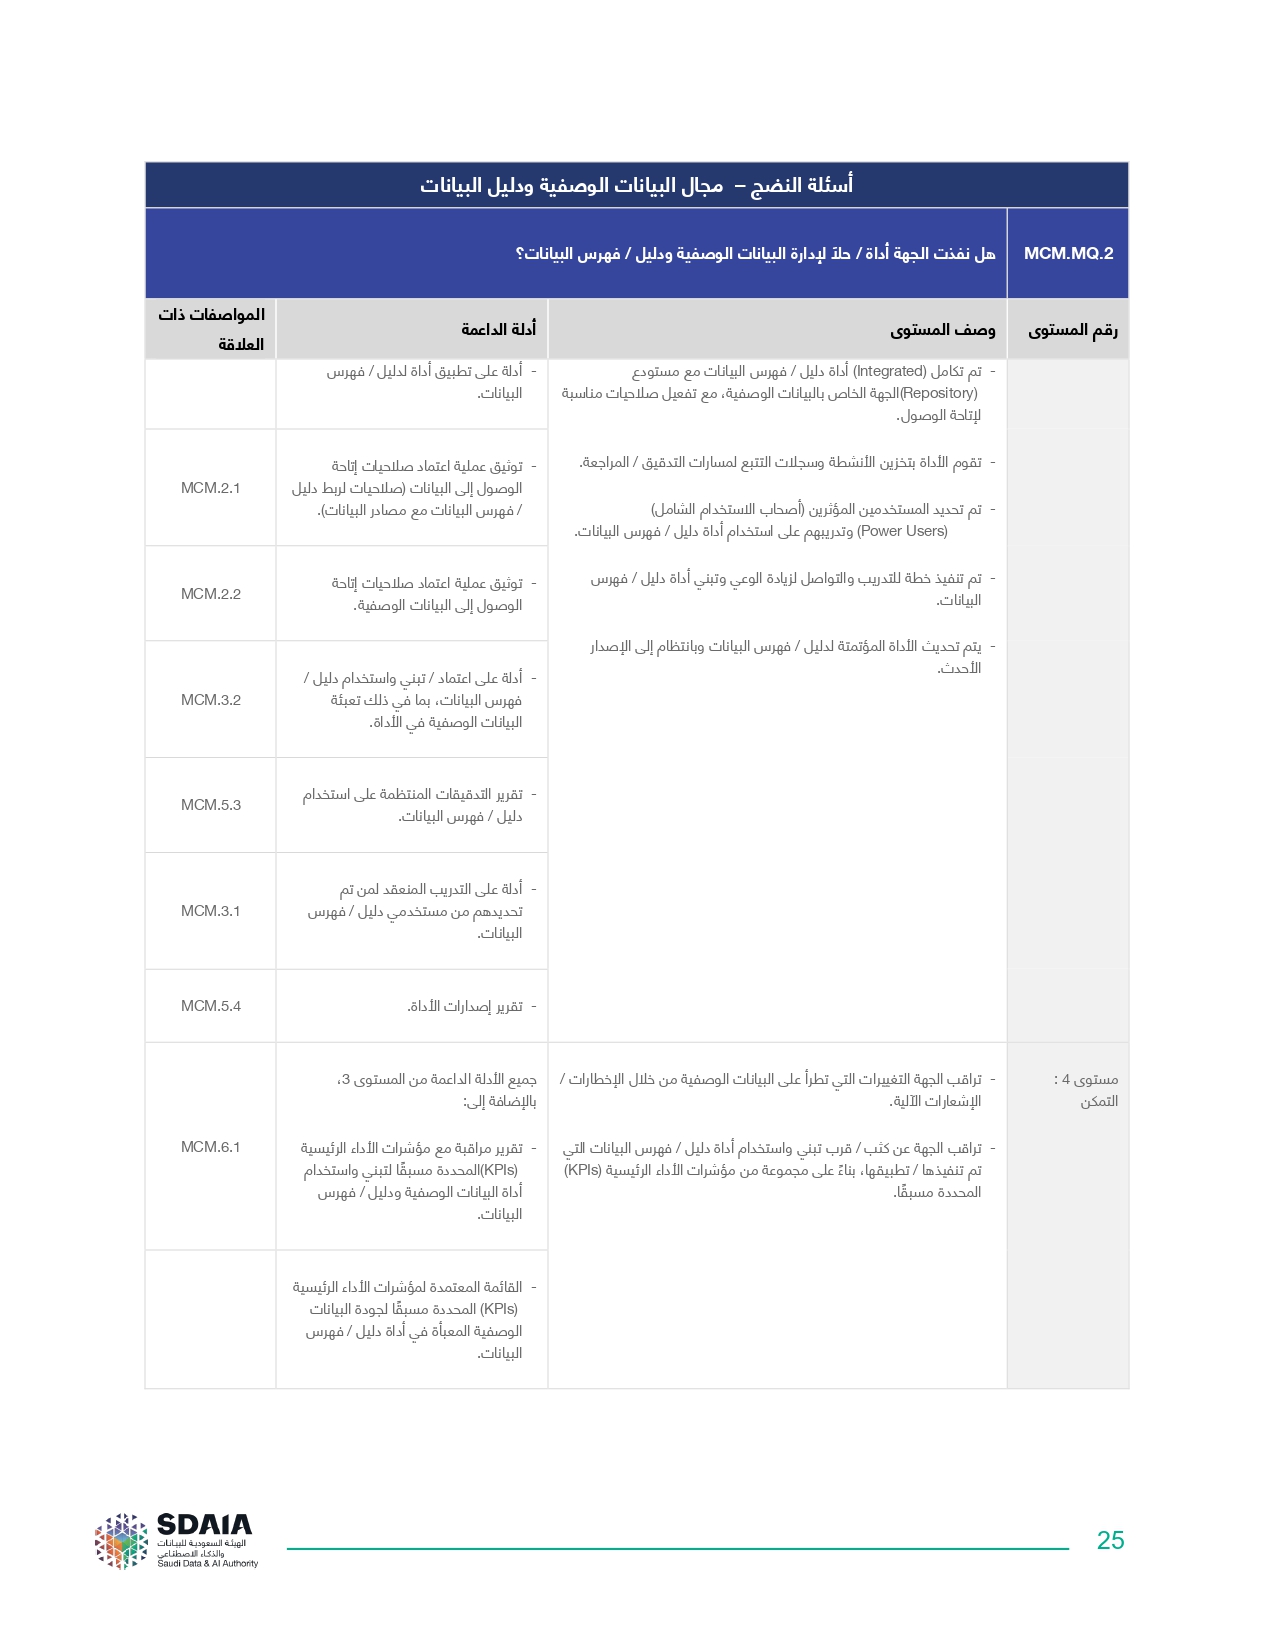 أسئلة النضج – مجال البيانات الوصفية ودليل البيانات
MCM.MQ.2
هل نفذت الجهة أداة / حلاً لإدارة البيانات الوصفية ودليل / فهرس البيانات؟
رقم المستوى
وصف المستوى
أدلة الداعمة
المواصفات ذات
العلاقة
- تم تكامل (Integrated) أداة دليل / فهرس البيانات مع مستودع
(Repository)الجهة الخاص بالبيانات الوصفية، مع تفعيل صلاحيات مناسبة
لإتاحة الوصول.
- تقوم الأداة بتخزين الأنشطة وسجلات التتبع لمسارات التدقيق / المراجعة.
- تم تحديد المستخدمين المؤثرين (أصحاب الاستخدام الشامل)
(Power Users) وتدريبهم على استخدام أداة دليل / فهرس البيانات.
- تم تنفيذ خطة للتدريب والتواصل لزيادة الوعي وتبني أداة دليل / فهرس
البيانات.
- يتم تحديث الأداة المؤتمتة لدليل / فهرس البيانات وبانتظام إلى الإصدار
الأحدث.
- أدلة على تطبيق أداة لدليل / فهرس
البيانات.
- توثيق عملية اعتماد صلاحيات إتاحة
الوصول إلى البيانات (صلاحيات لربط دليل
/ فهرس البيانات مع مصادر البيانات).
MCM.2.1
- توثيق عملية اعتماد صلاحيات إتاحة
الوصول إلى البيانات الوصفية.
MCM.2.2
- أدلة على اعتماد / تبني واستخدام دليل /
فهرس البيانات، بما في ذلك تعبئة
البيانات الوصفية في الأداة.
MCM.3.2
- تقرير التدقيقات المنتظمة على استخدام
دليل / فهرس البيانات.
MCM.5.3
- أدلة على التدريب المنعقد لمن تم
تحديدهم من مستخدمي دليل / فهرس
البيانات.
MCM.3.1
- تقرير إصدارات الأداة.
MCM.5.4
مستوى 4 :
التمكن
- تراقب الجهة التغييرات التي تطرأ على البيانات الوصفية من خلال الإخطارات /
الإشعارات الآلية.
- تراقب الجهة عن كثب / قرب تبني واستخدام أداة دليل / فهرس البيانات التي
تم تنفيذها / تطبيقها، بناءً على مجموعة من مؤشرات الأداء الرئيسية (KPIs)
المحددة مسبقًا.
جميع الأدلة الداعمة من المستوى 3،
بالإضافة إلى:
- تقرير مراقبة مع مؤشرات الأداء الرئيسية
(KPIs)المحددة مسبقًا لتبني واستخدام
أداة البيانات الوصفية ودليل / فهرس
البيانات.
MCM.6.1
- القائمة المعتمدة لمؤشرات الأداء الرئيسية
(KPIs) المحددة مسبقًا لجودة البيانات
الوصفية المعبأة في أداة دليل / فهرس
البيانات.
SDAIA
الهيئة السعودية للبيانات
والذكاء الاصطناعي
Saudi Data & AI Authority
25